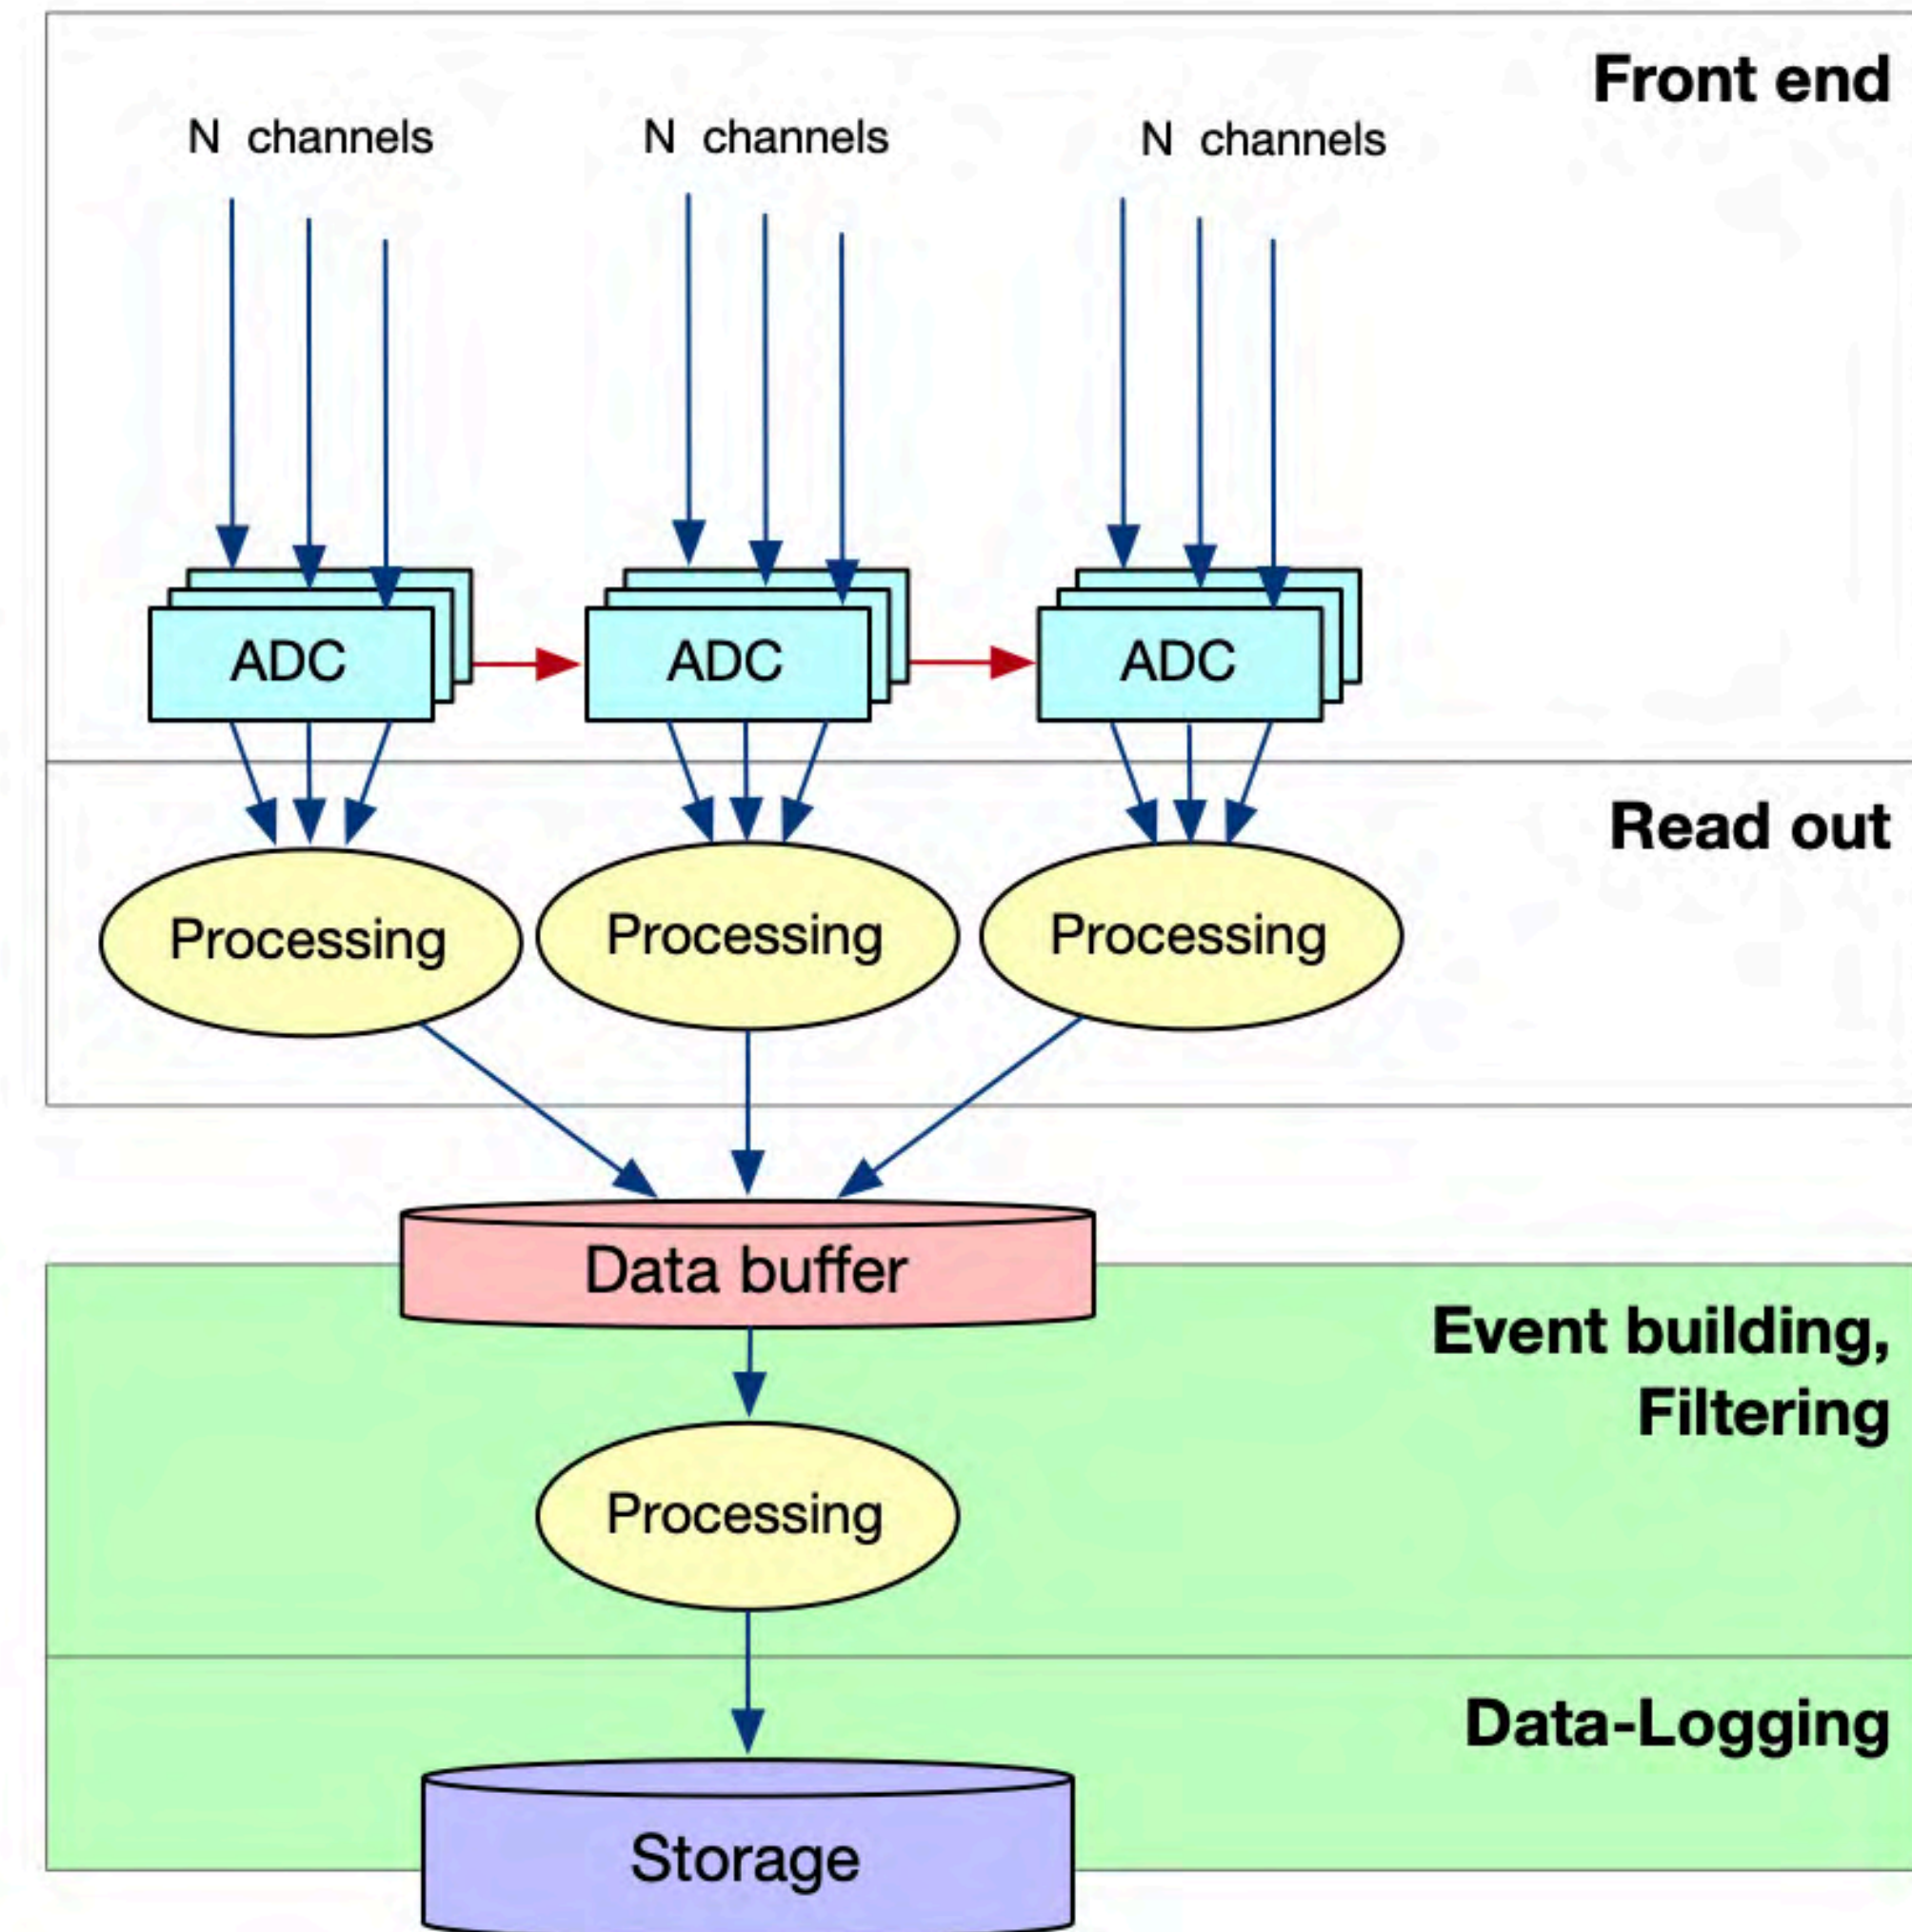 Front end
N channels
N channels
N channels
ADC
ADC
ADC
Read out
Processing
Processing
Processing
Data buffer
Event building,
Filtering
Processing
Data-Logging
Storage